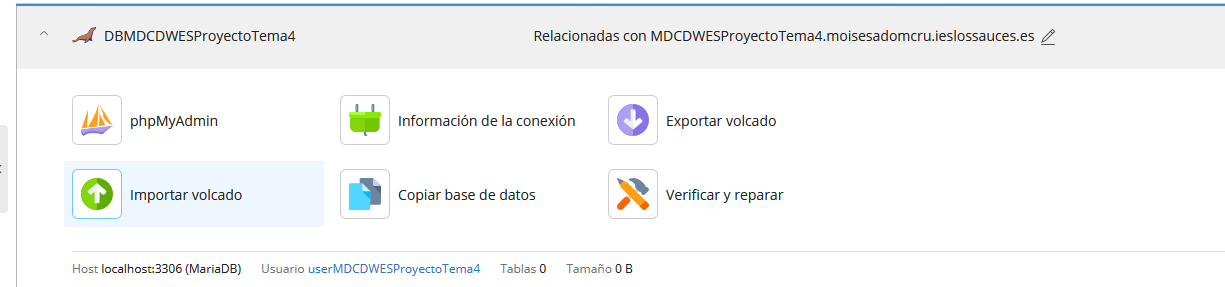 DBMDCDWESProyectoTema4
Relacionadas con MDCDWESProyectoTema4.moisesadomcru.ieslossauces.es
phpMyAdmin
Información de la conexión
Exportar volcado
Importar volcado
Copiar base de datos
Verificar y reparar
Host localhost:3306 (MariaDB) Usuario userMDCDWESProyectoTema4 Tablas 0 Tamaño 0 B